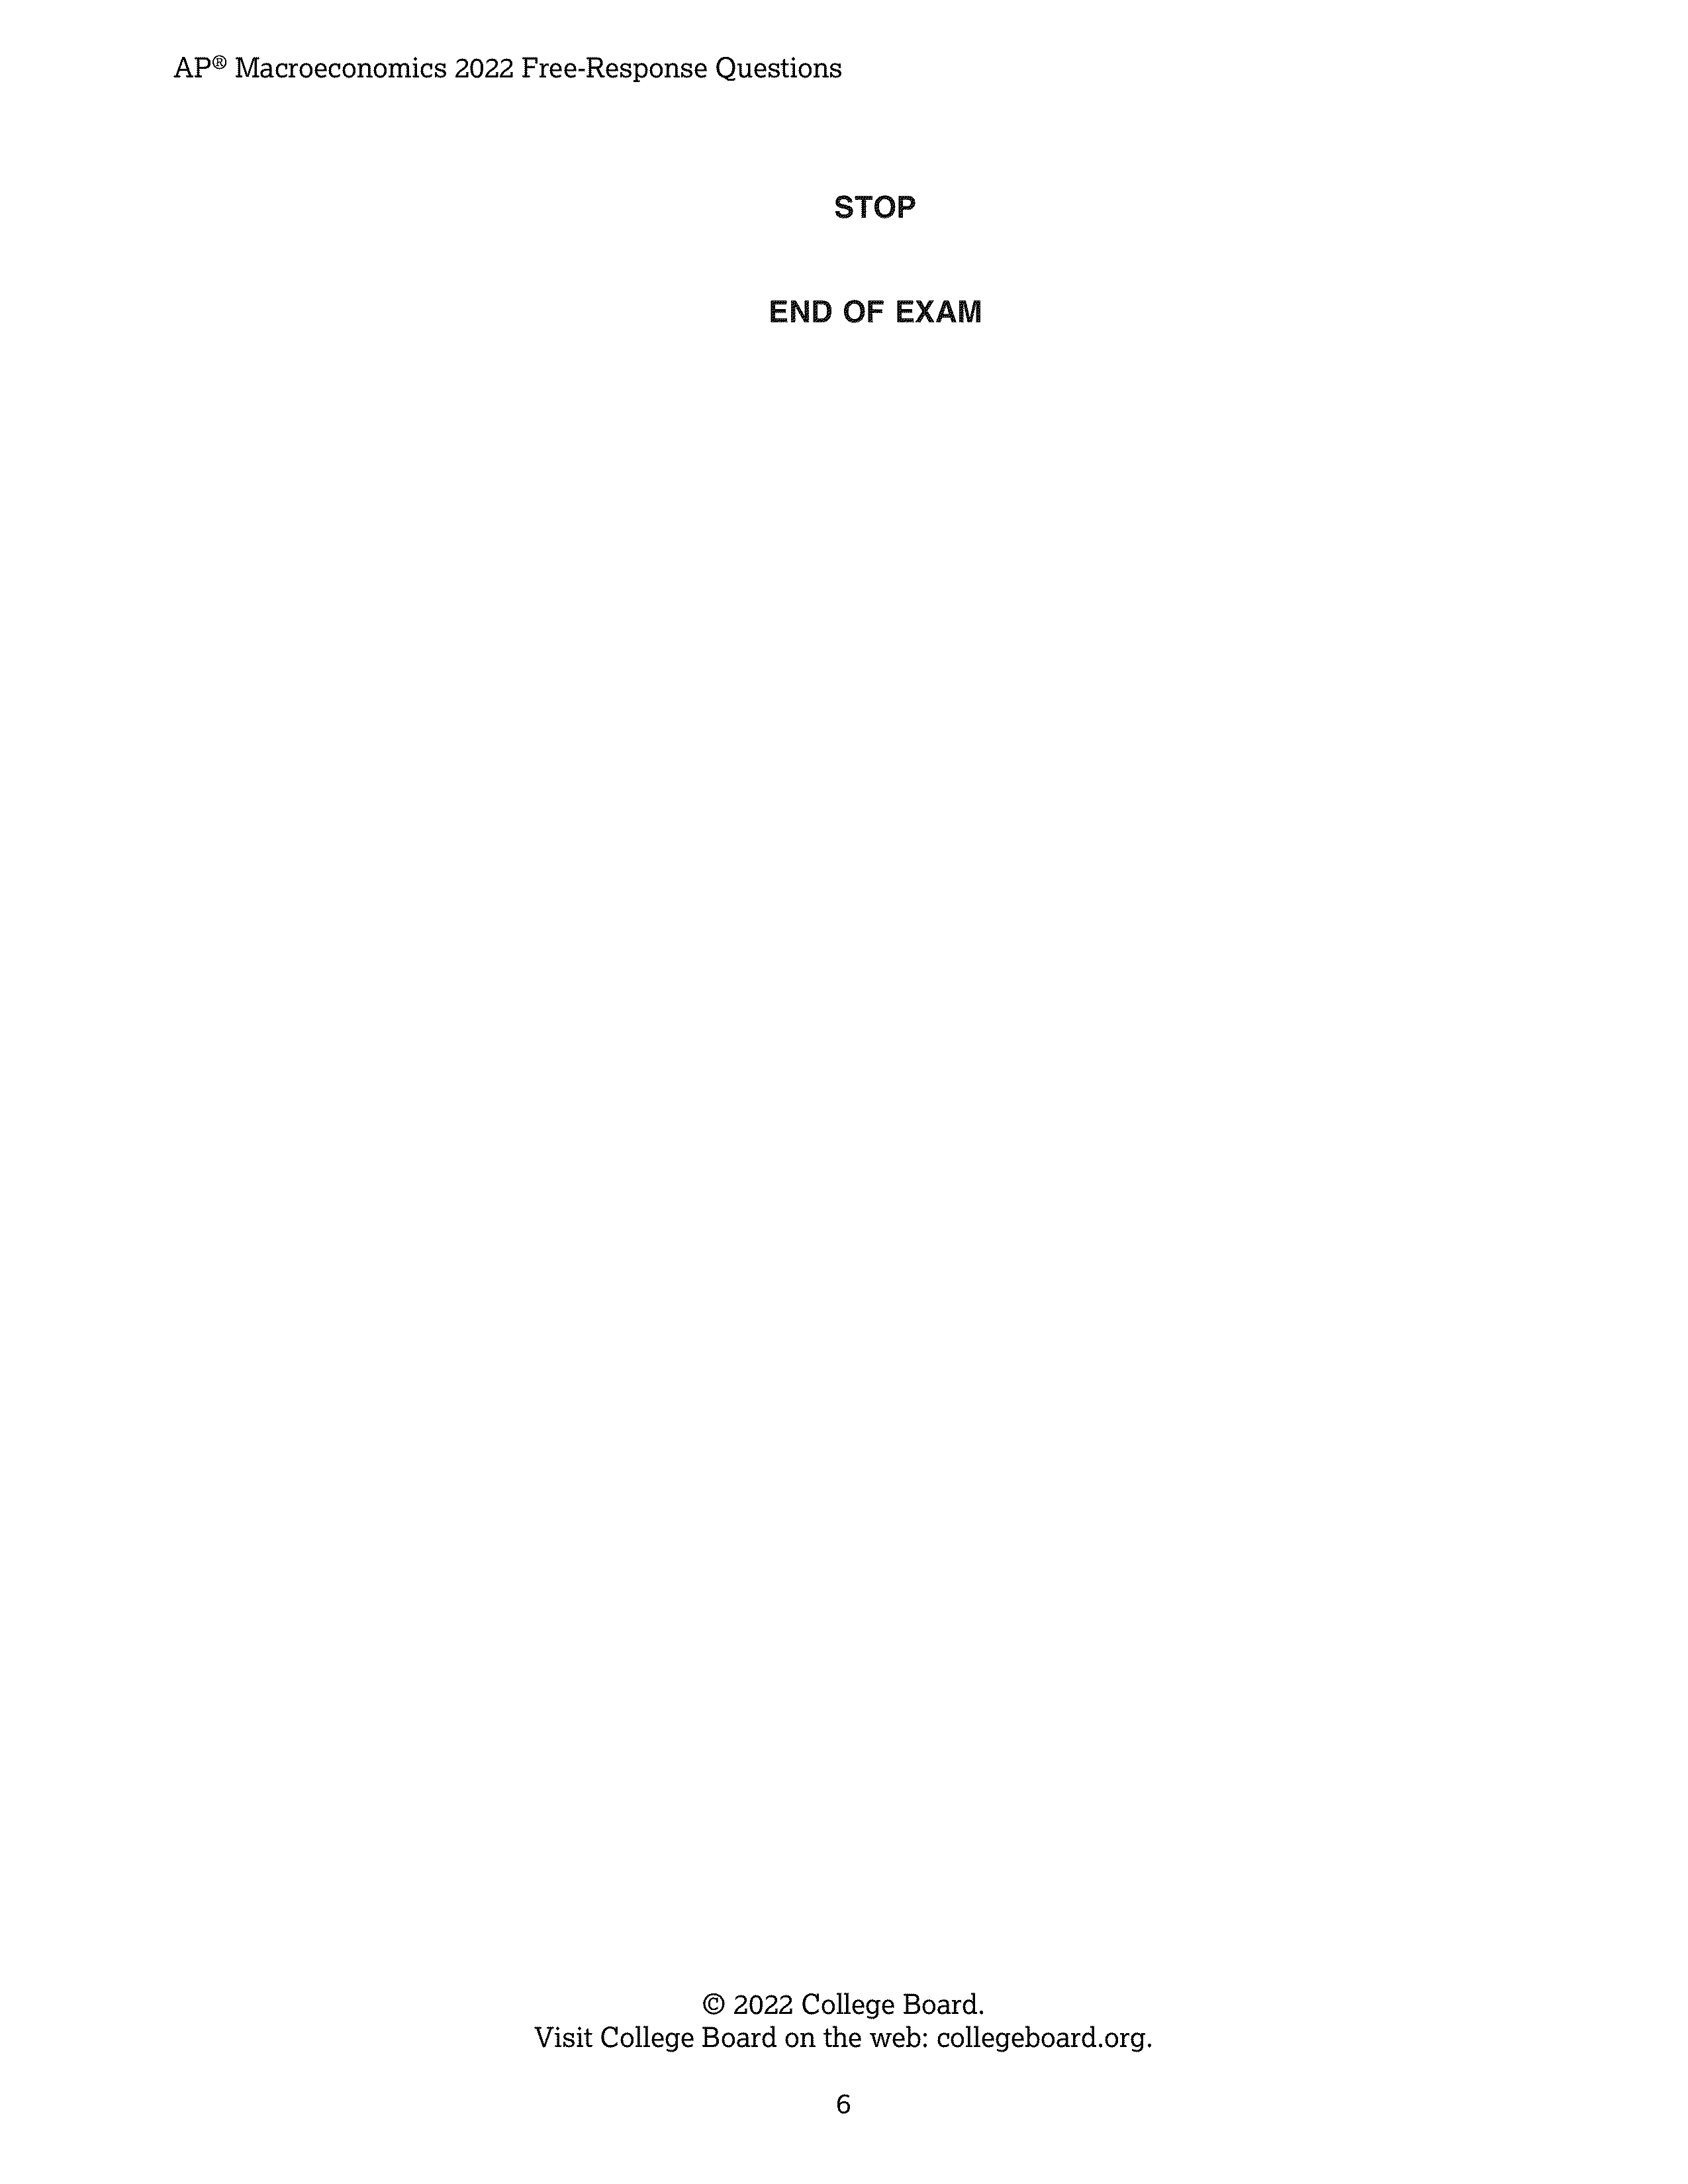 AP® Macroeconomics 2022 Free-Response Questions
STOP
END OF EXAM
© 2022 College Board.
Visit College Board on the web: collegeboard.org.
6